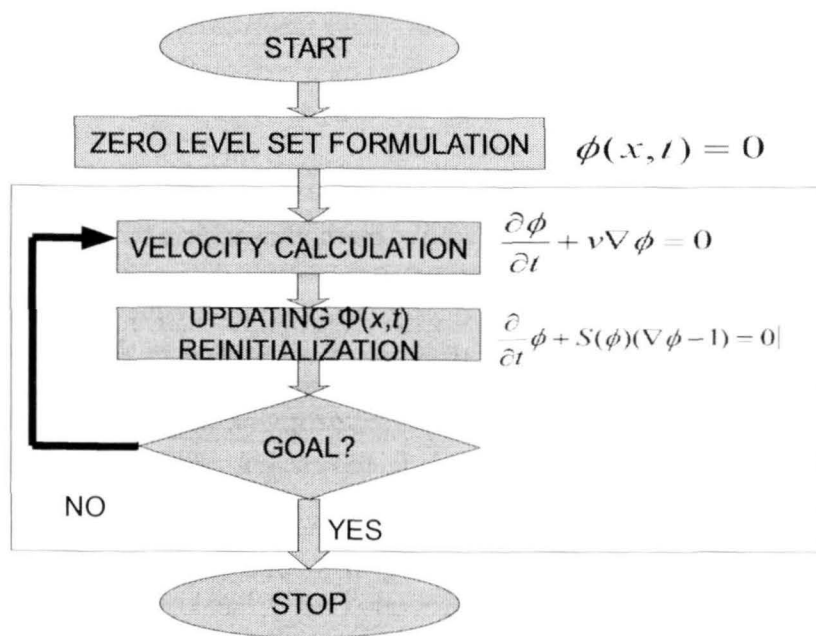 START
ZERO LEVEL SET FORMULATION
ϕ(x,t) = 0
VELOCITY CALCULATION
∂ϕ/∂t + v∇ϕ = 0
UPDATING Φ(x,t)
REINITIALIZATION
∂/∂t ϕ + S(ϕ)(∇ϕ − 1) = 0|
GOAL?
NO
YES
STOP